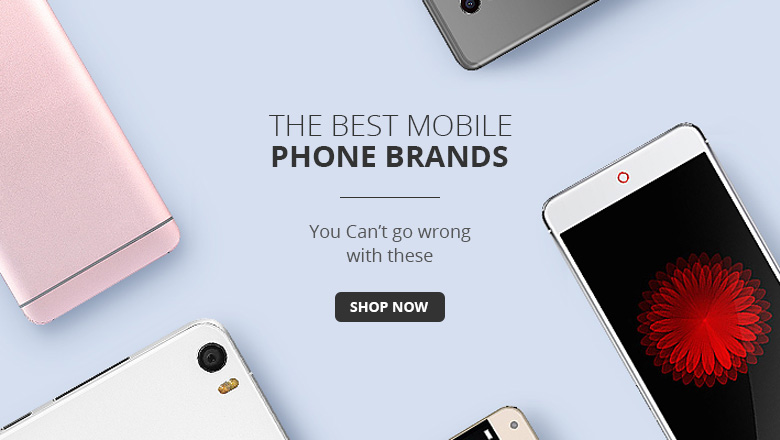 THE BEST MOBILE
PHONE BRANDS
You Can't go wrong
with these
SHOP NOW